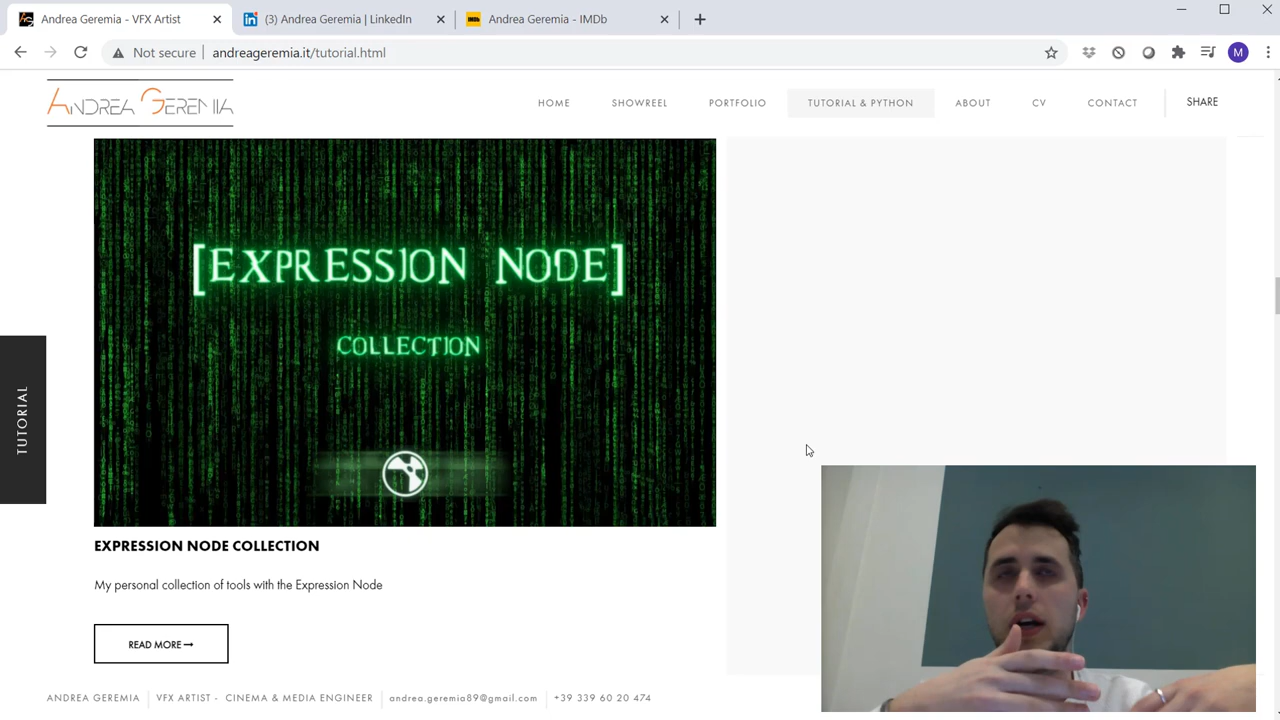 Andrea Geremia - VFX Artist
(3) Andrea Geremia | LinkedIn
IMDb
Andrea Geremia - IMDb
Not secure
andreageremia.it/tutorial.html
M
ANDREA GEREMIA
HOME
SHOWREEL
PORTFOLIO
TUTORIAL & PYTHON
ABOUT
CV
CONTACT
SHARE
[EXPRESSION NODE]
COLLECTION
TUTORIAL
EXPRESSION NODE COLLECTION
My personal collection of tools with the Expression Node
READ MORE
ANDREA GEREMIA
VFX ARTIST - CINEMA & MEDIA ENGINEER
andrea.geremia89@gmail.com
+39 339 60 20 474